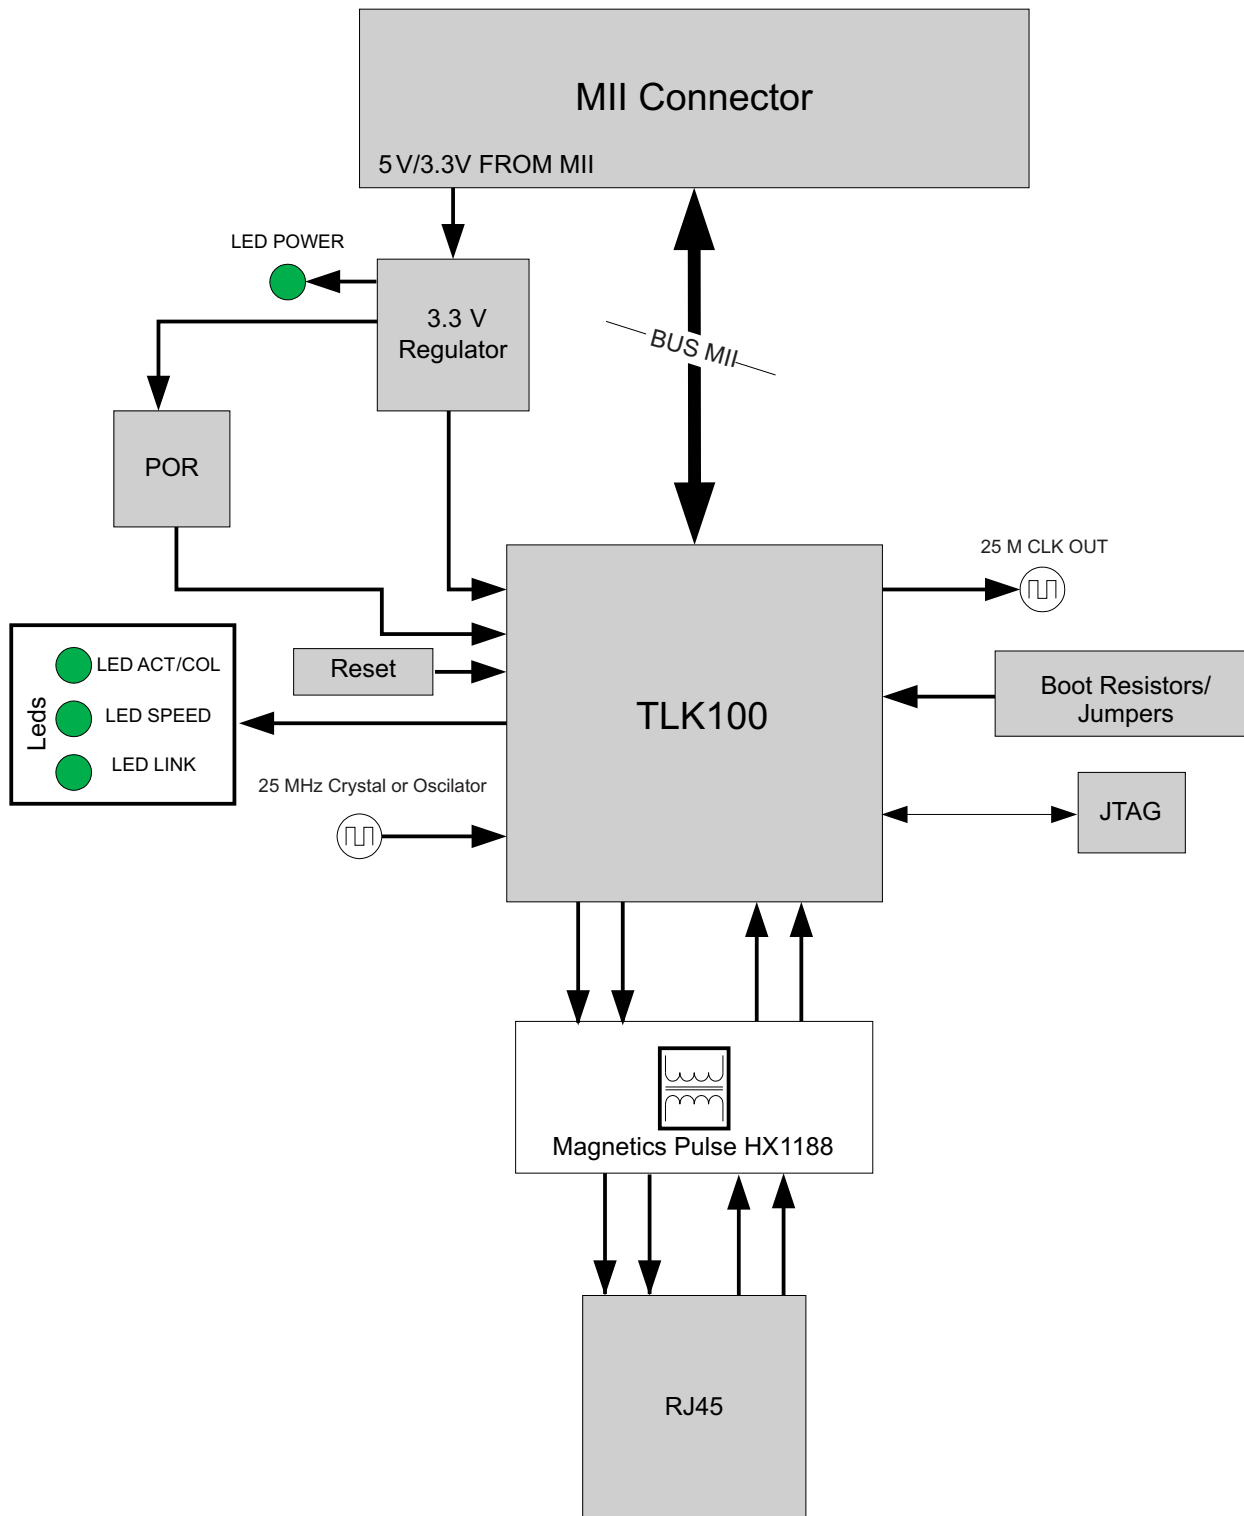 MII Connector
5 V/3.3V FROM MII
LED POWER
3.3 V
Regulator
BUS MII
POR
25 M CLK OUT
LED ACT/COL
Reset
Boot Resistors/
Jumpers
Leds
LED SPEED
TLK100
LED LINK
25 MHz Crystal or Oscilator
JTAG
Magnetics Pulse HX1188
RJ45